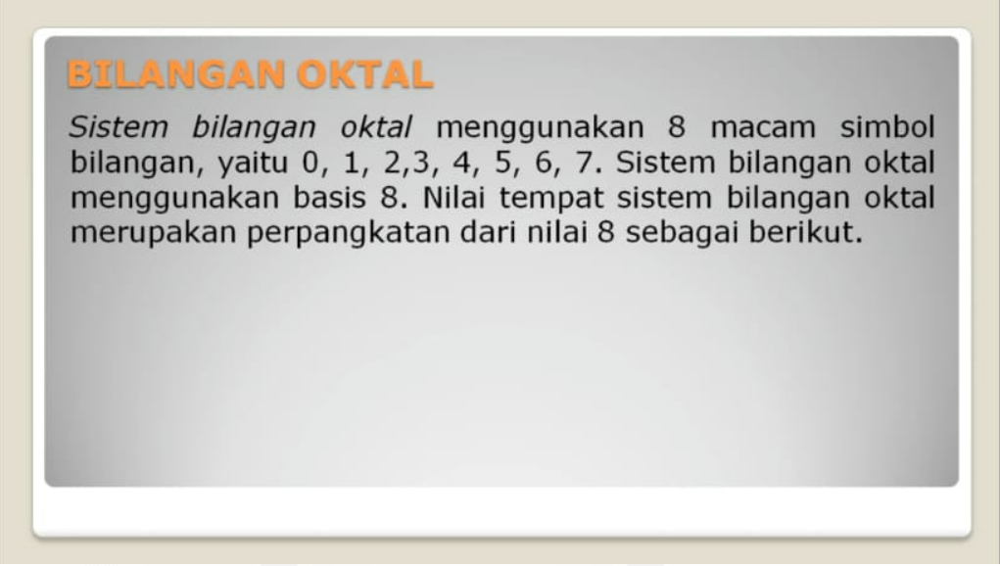 BILANGAN OKTAL
Sistem bilangan oktal menggunakan 8 macam simbol
bilangan, yaitu 0, 1, 2,3, 4, 5, 6, 7. Sistem bilangan oktal
menggunakan basis 8. Nilai tempat sistem bilangan oktal
merupakan perpangkatan dari nilai 8 sebagai berikut.